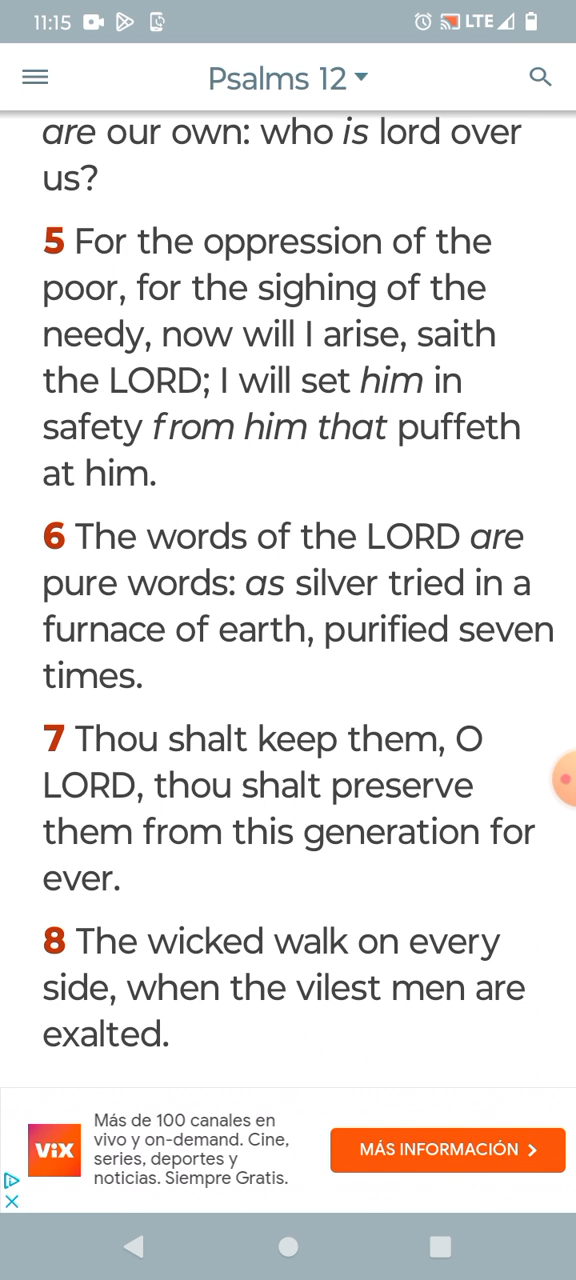 11:15
LTE
Psalms 12
are our own: who is lord over
us?
5 For the oppression of the
poor, for the sighing of the
needy, now will I arise, saith
the LORD; I will set him in
safety from him that puffeth
at him.
6 The words of the LORD are
pure words: as silver tried in a
furnace of earth, purified seven
times.
7 Thou shalt keep them, O
LORD, thou shalt preserve
them from this generation for
ever.
8 The wicked walk on every
side, when the vilest men are
exalted.
ViX
Más de 100 canales en
vivo y on-demand. Cine,
series, deportes y
noticias. Siempre Gratis.
MÁS INFORMACIÓN